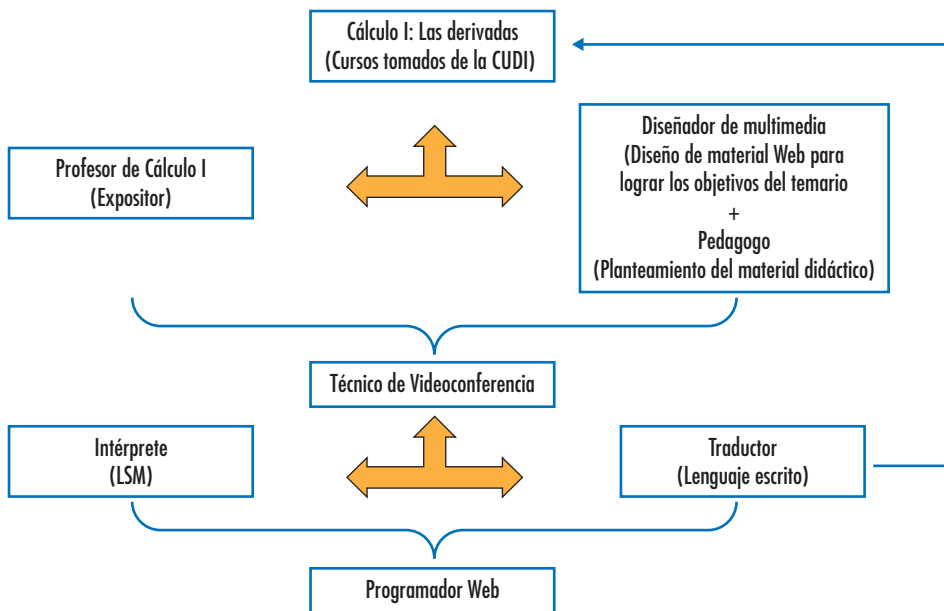 Cálculo I: Las derivadas
(Cursos tomados de la CUDI)
Profesor de Cálculo I
(Expositor)
Diseñador de multimedia
(Diseño de material Web para
lograr los objetivos del temario
+
Pedagogo
(Planteamiento del material didáctico)
Técnico de Videoconferencia
Intérprete
(LSM)
Traductor
(Lenguaje escrito)
Programador Web